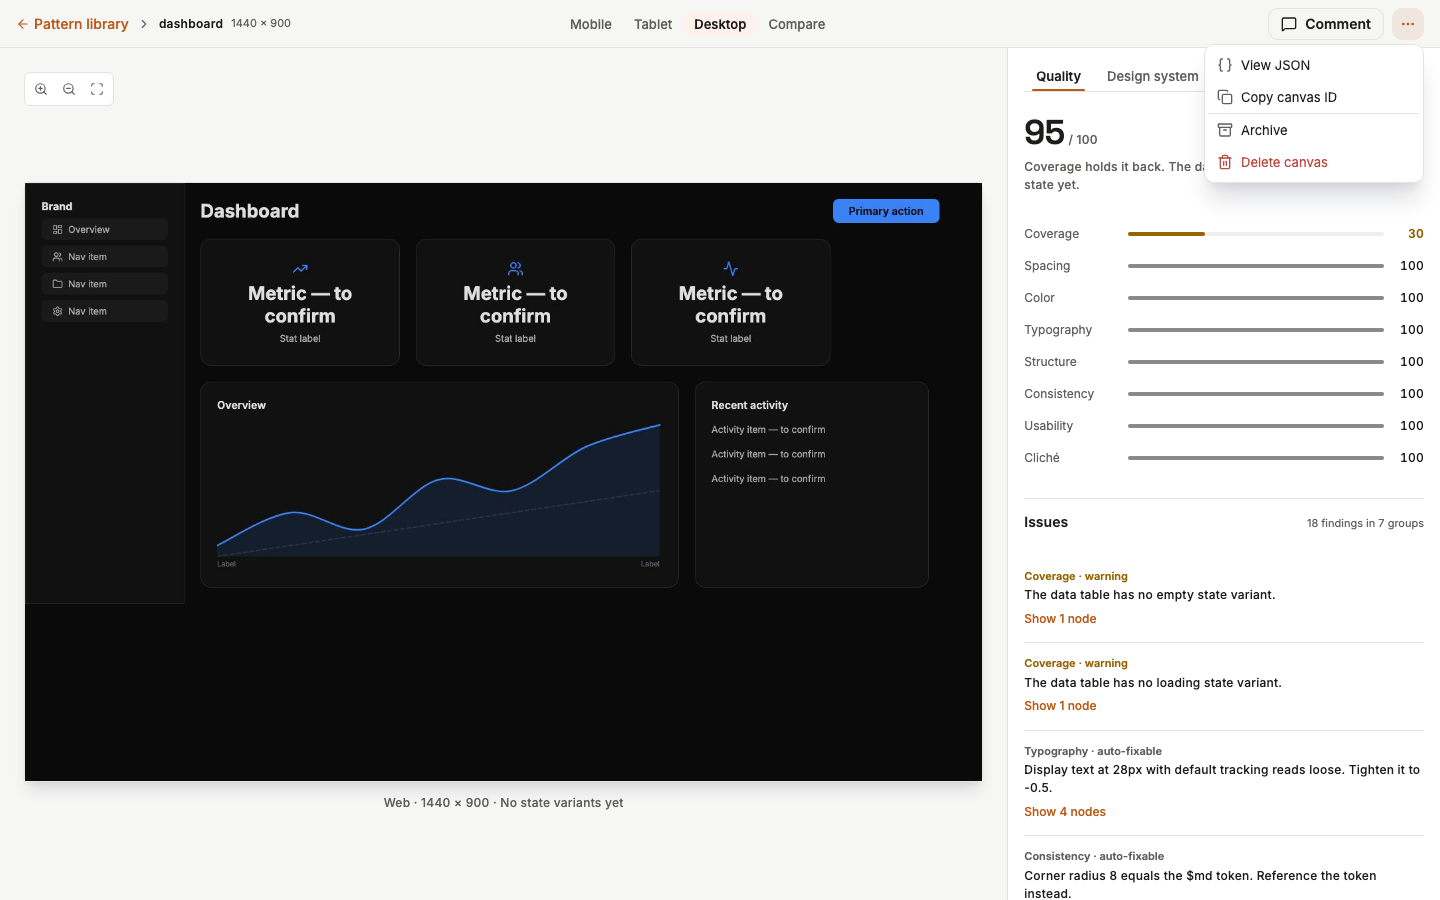 Pattern library
dashboard 1440 × 900
Mobile Tablet Desktop Compare
Comment
View JSON
Copy canvas ID
Archive
Delete canvas
Brand
Overview
Nav item
Nav item
Nav item
Dashboard
Primary action
Metric — to
confirm
Stat label
Metric — to
confirm
Stat label
Metric — to
confirm
Stat label
Overview
Label
Label
Recent activity
Activity item — to confirm
Activity item — to confirm
Activity item — to confirm
Web · 1440 × 900 · No state variants yet
Quality Design system
95 / 100
Coverage holds it back. The
state yet.
Coverage 30
Spacing 100
Color 100
Typography 100
Structure 100
Consistency 100
Usability 100
Cliché 100
Issues 18 findings in 7 groups
Coverage · warning
The data table has no empty state variant.
Show 1 node
Coverage · warning
The data table has no loading state variant.
Show 1 node
Typography · auto-fixable
Display text at 28px with default tracking reads loose. Tighten it to
-0.5.
Show 4 nodes
Consistency · auto-fixable
Corner radius 8 equals the $md token. Reference the token
instead.